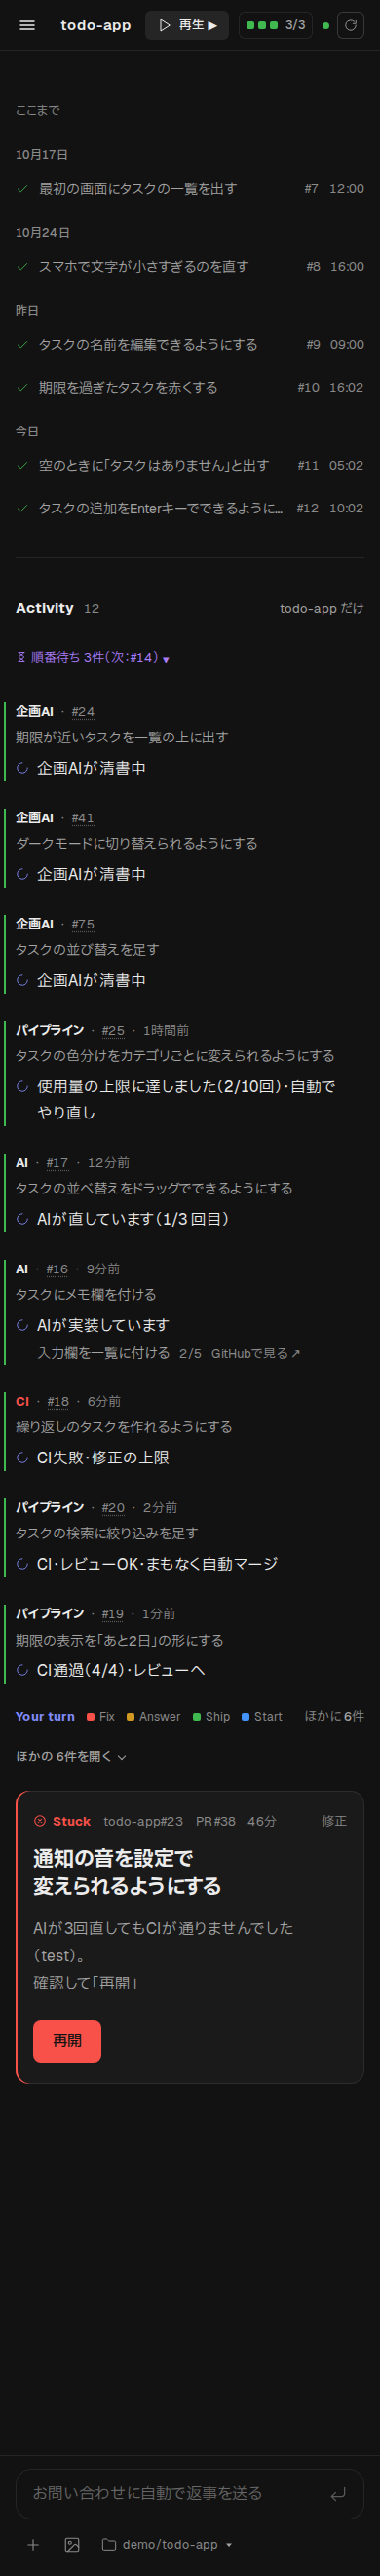 todo-app 再生 ▶ 3/3
ここまで
10月17日
最初の画面にタスクの一覧を出す #7 12:00
10月24日
スマホで文字が小さすぎるのを直す #8 16:00
昨日
タスクの名前を編集できるようにする #9 09:00
期限を過ぎたタスクを赤くする #10 16:02
今日
空のときに「タスクはありません」と出す #11 05:02
タスクの追加をEnterキーでできるように… #12 10:02
Activity 12 todo-app だけ
順番待ち 3件（次：#14） ▼
企画AI · #24
期限が近いタスクを一覧の上に出す
企画AIが清書中
企画AI · #41
ダークモードに切り替えられるようにする
企画AIが清書中
企画AI · #75
タスクの並び替えを足す
企画AIが清書中
パイプライン · #25 · 1時間前
タスクの色分けをカテゴリごとに変えられるようにする
使用量の上限に達しました（2/10回）・自動で
やり直し
AI · #17 · 12分前
タスクの並べ替えをドラッグでできるようにする
AIが直しています（1/3 回目）
AI · #16 · 9分前
タスクにメモ欄を付ける
AIが実装しています
入力欄を一覧に付ける 2/5 GitHubで見る ↗
CI · #18 · 6分前
繰り返しのタスクを作れるようにする
CI失敗・修正の上限
パイプライン · #20 · 2分前
タスクの検索に絞り込みを足す
CI・レビューOK・まもなく自動マージ
パイプライン · #19 · 1分前
期限の表示を「あと2日」の形にする
CI通過（4/4）・レビューへ
Your turn Fix Answer Ship Start ほかに 6件
ほかの 6件を開く
Stuck todo-app#23 PR#38 46分 修正
通知の音を設定で
変えられるようにする
AIが3回直してもCIが通りませんでした
（test）。
確認して「再開」
再開
お問い合わせに自動で返事を送る
demo/todo-app